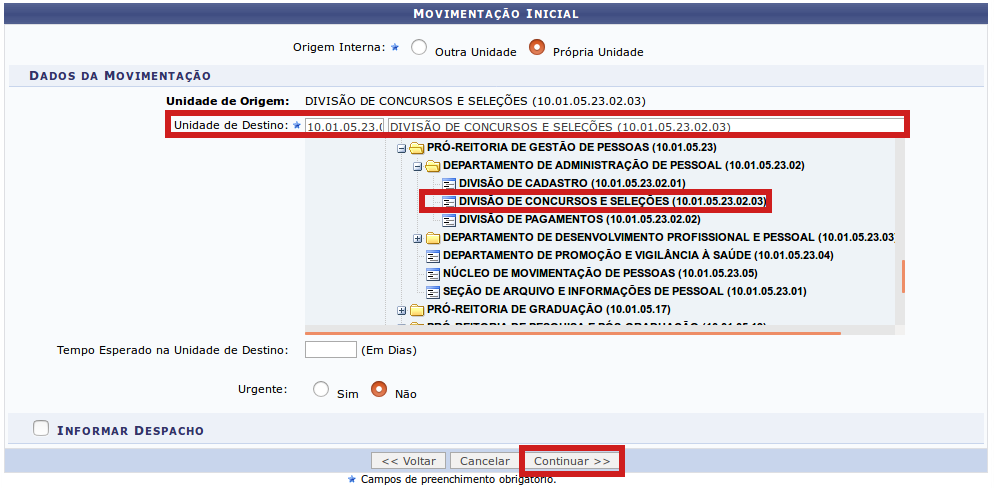 MOVIMENTAÇÃO INICIAL
Origem Interna: Outra Unidade Própria Unidade
DADOS DA MOVIMENTAÇÃO
Unidade de Origem: DIVISÃO DE CONCURSOS E SELEÇÕES (10.01.05.23.02.03)
Unidade de Destino: 10.01.05.23.( DIVISÃO DE CONCURSOS E SELEÇÕES (10.01.05.23.02.03)
PRÓ-REITORIA DE GESTÃO DE PESSOAS (10.01.05.23)
DEPARTAMENTO DE ADMINISTRAÇÃO DE PESSOAL (10.01.05.23.02)
DIVISÃO DE CADASTRO (10.01.05.23.02.01)
DIVISÃO DE CONCURSOS E SELEÇÕES (10.01.05.23.02.03)
DIVISÃO DE PAGAMENTOS (10.01.05.23.02.02)
DEPARTAMENTO DE DESENVOLVIMENTO PROFISSIONAL E PESSOAL (10.01.05.23.03)
DEPARTAMENTO DE PROMOÇÃO E VIGILÂNCIA À SAÚDE (10.01.05.23.04)
NÚCLEO DE MOVIMENTAÇÃO DE PESSOAS (10.01.05.23.05)
SEÇÃO DE ARQUIVO E INFORMAÇÕES DE PESSOAL (10.01.05.23.01)
PRÓ-REITORIA DE GRADUAÇÃO (10.01.05.17)
PRÓ-REITORIA DE PESQUISA E PÓS-GRADUAÇÃO
Tempo Esperado na Unidade de Destino: (Em Dias)
Urgente: Sim Não
INFORMAR DESPACHO
<< Voltar Cancelar Continuar >>
Campos de preenchimento obrigatório.